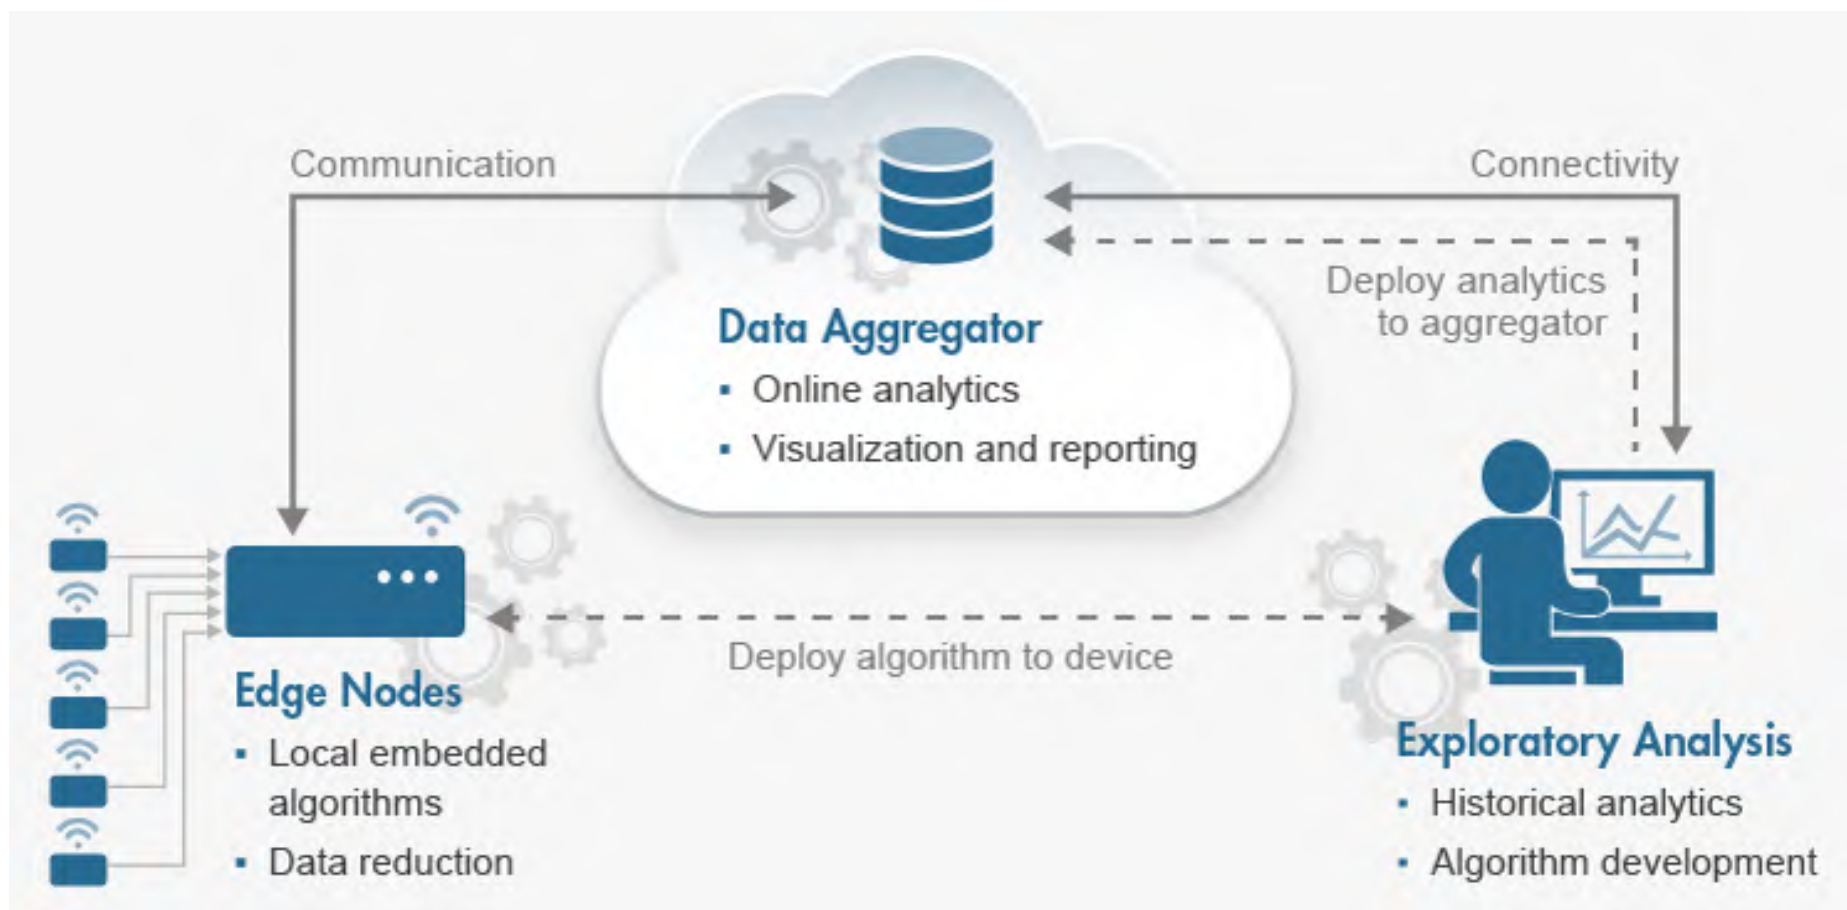 Communication
Connectivity
Deploy analytics
to aggregator
Data Aggregator
▪ Online analytics
▪ Visualization and reporting
Deploy algorithm to device
Edge Nodes
▪ Local embedded
algorithms
▪ Data reduction
Exploratory Analysis
▪ Historical analytics
▪ Algorithm development